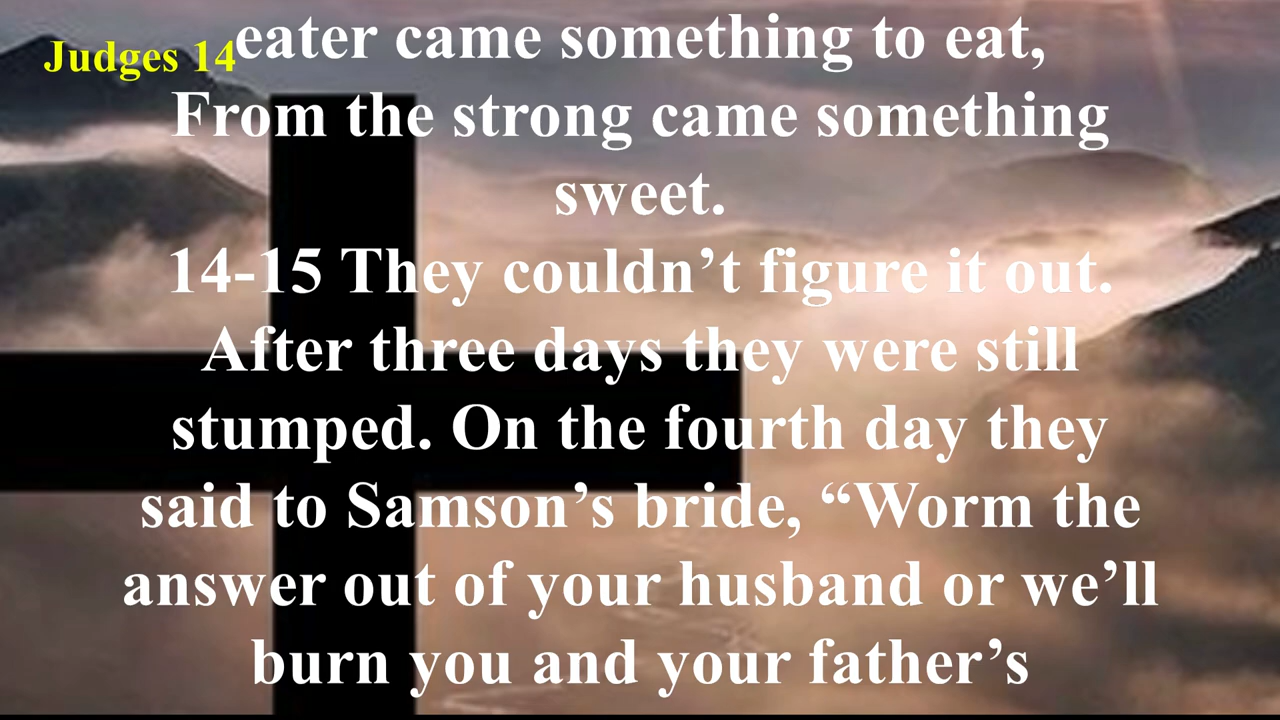 Judges 14
eater came something to eat,
From the strong came something
sweet.
14-15 They couldn’t figure it out.
After three days they were still
stumped. On the fourth day they
said to Samson’s bride, “Worm the
answer out of your husband or we’ll
burn you and your father’s